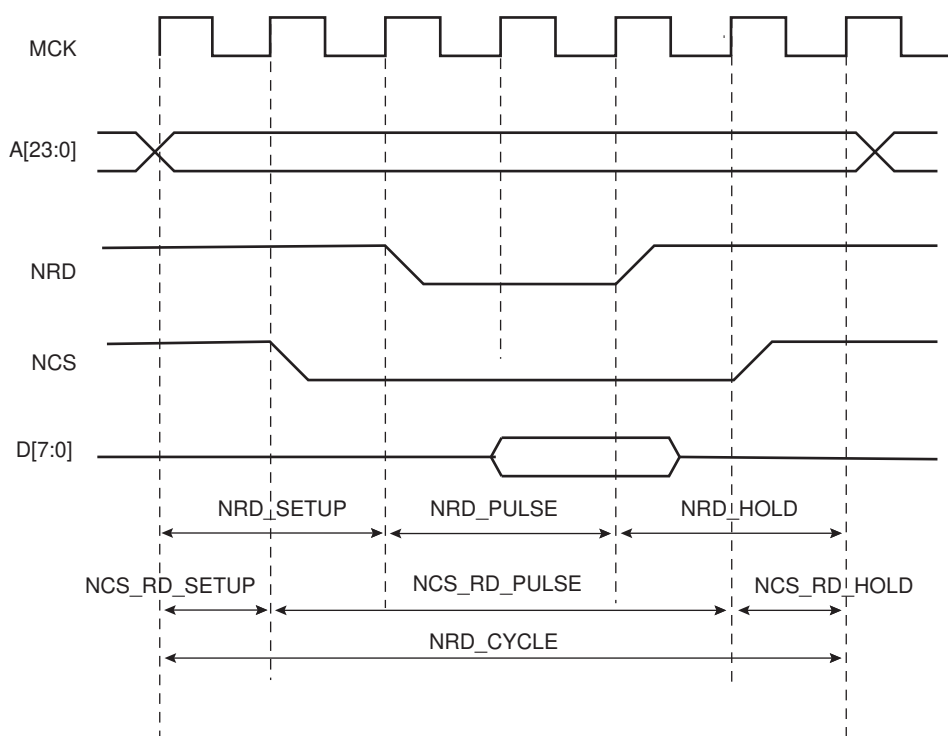 MCK
A[23:0]
NRD
NCS
D[7:0]
NRD_SETUP NRD_PULSE NRD_HOLD
NCS_RD_SETUP NCS_RD_PULSE NCS_RD_HOLD
NRD_CYCLE